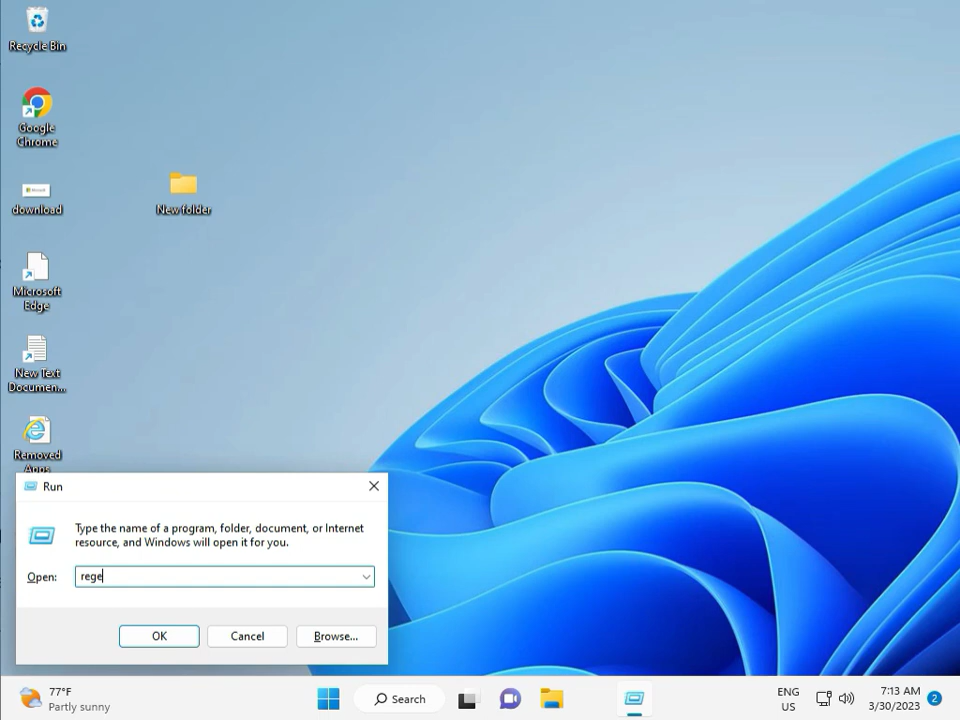 Recycle Bin
Google
Chrome
download
New folder
Microsoft
Edge
New Text
Documen...
Removed
Apps
Run
Type the name of a program, folder, document, or Internet
resource, and Windows will open it for you.
Open:
rege
OK
Cancel
Browse...
77°F
Partly sunny
Search
ENG
US
7:13 AM
3/30/2023
2